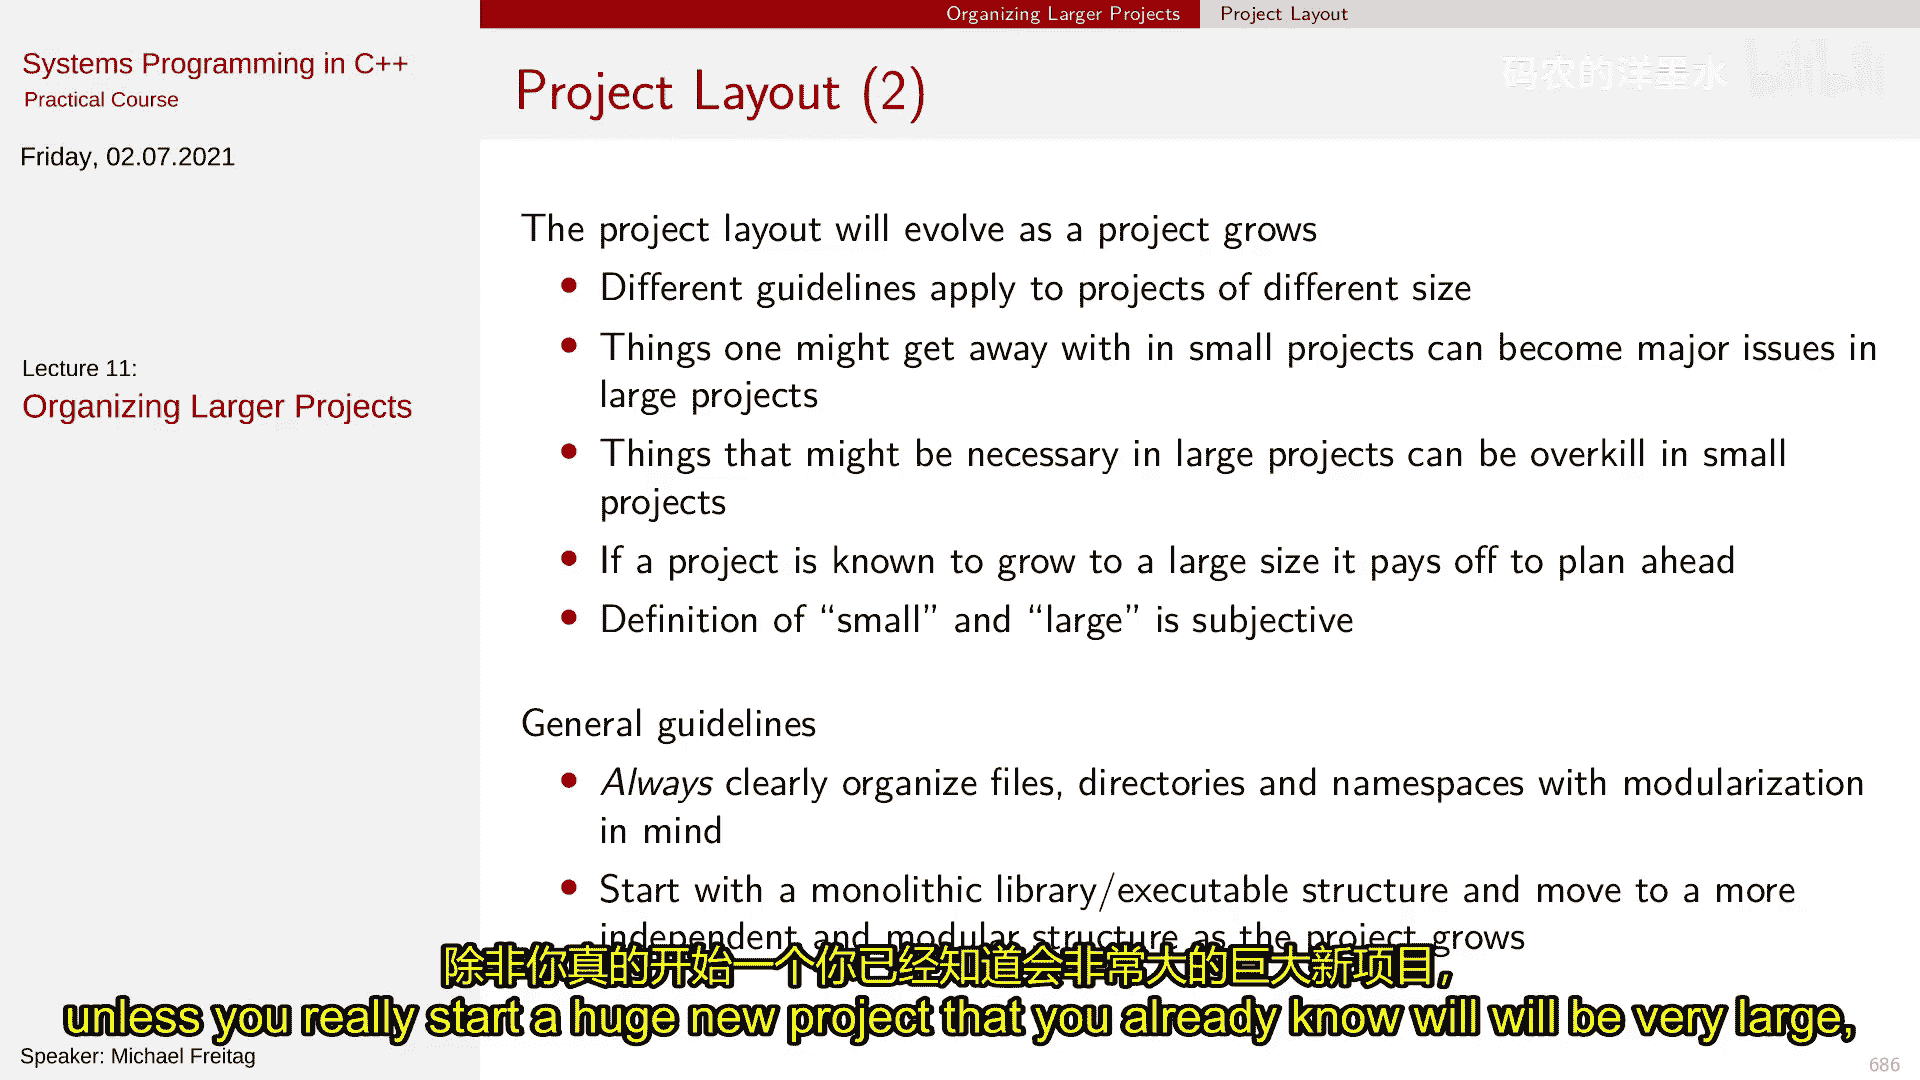 Organizing Larger Projects
Project Layout
Systems Programming in C++
Practical Course
Friday, 02.07.2021
Lecture 11:
Organizing Larger Projects
Project Layout (2)
码农的洋墨水
The project layout will evolve as a project grows
Different guidelines apply to projects of different size
Things one might get away with in small projects can become major issues in
large projects
Things that might be necessary in large projects can be overkill in small
projects
If a project is known to grow to a large size it pays off to plan ahead
Definition of “small” and “large” is subjective
General guidelines
Always clearly organize files, directories and namespaces with modularization
in mind
Start with a monolithic library/executable structure and move to a more
independent and modular structure as the project grows
除非你真的开始一个你已经知道会非常大的巨大新项目,
unless you really start a huge new project that you already know will will be very large,
Speaker: Michael Freitag
686